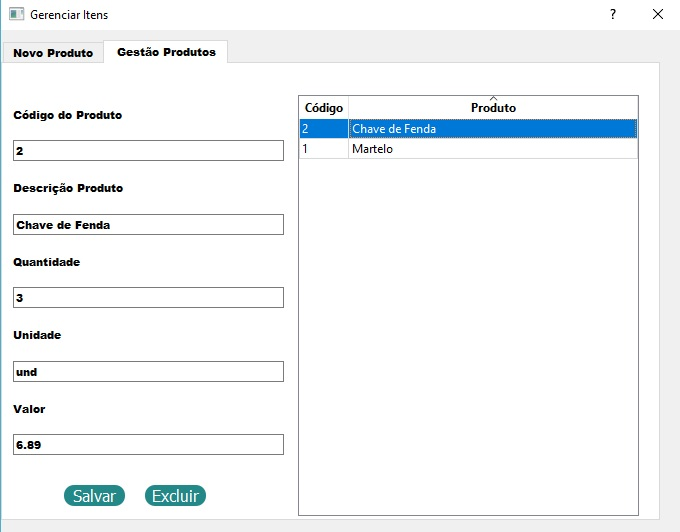 Gerenciar Itens
?
Novo Produto
Gestão Produtos
Código do Produto
2
Descrição Produto
Chave de Fenda
Quantidade
3
Unidade
und
Valor
6.89
Salvar
Excluir
Código Produto
2 Chave de Fenda
1 Martelo